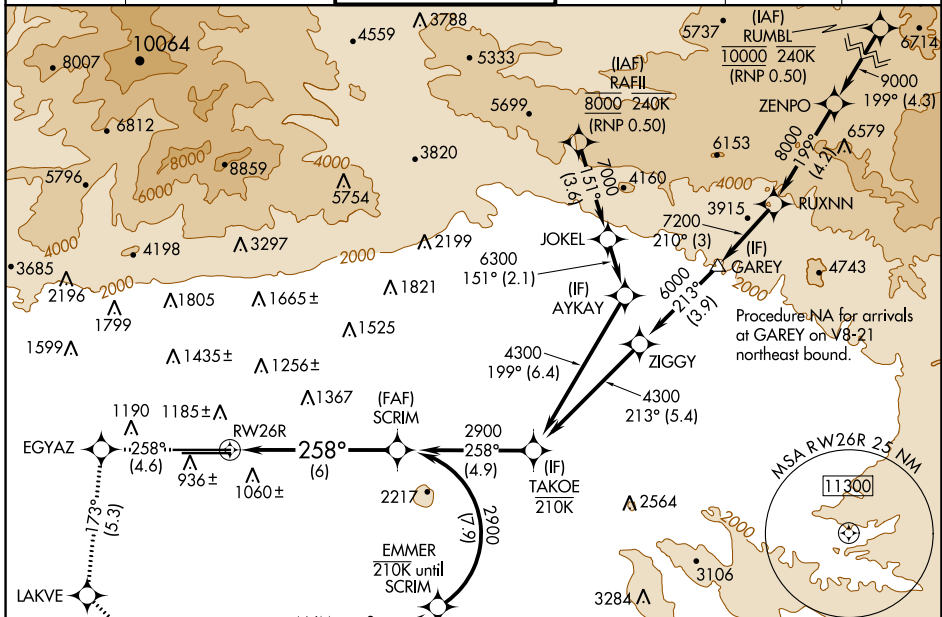 3788
4559
5737
(IAF)
RUMBL
10000 240K
(RNP 0.50)
6714
10064
8007
5333
(IAF)
RAFII
8000 240K
(RNP 0.50)
9000
199° (4.3)
ZENPO
5699
6812
6579
8000
199°
(4.2)
8000
8859
4000
3820
6153
5796
6000
5754
7000
151°
(3.6)
4160
4000
3915
RUXNN
7200
210° (3)
4000
4198
3297
2000
2199
JOKEL
(IF)
GAREY
3685
2196
2000
6300
151° (2.1)
6000
213°
(3.9)
4743
2000
1799
1805
1665±
1821
(IF)
AYKAY
Procedure NA for arrivals
at GAREY on V8-21
northeast bound.
1525
1599
1435±
1256±
ZIGGY
4300
199° (6.4)
4300
213° (5.4)
1367
(FAF)
SCRIM
1190
1185±
RW26R
2900
258°
(4.9)
EGYAZ
258°
(4.6)
258°
(6)
(IF)
TAKOE
210K
936±
1060±
MSA RW26R 25 NM
11300
2217
2564
2000
173°
(5.3)
2900
(7.9)
EMMER
210K until
SCRIM
3106
LAKVE
3284